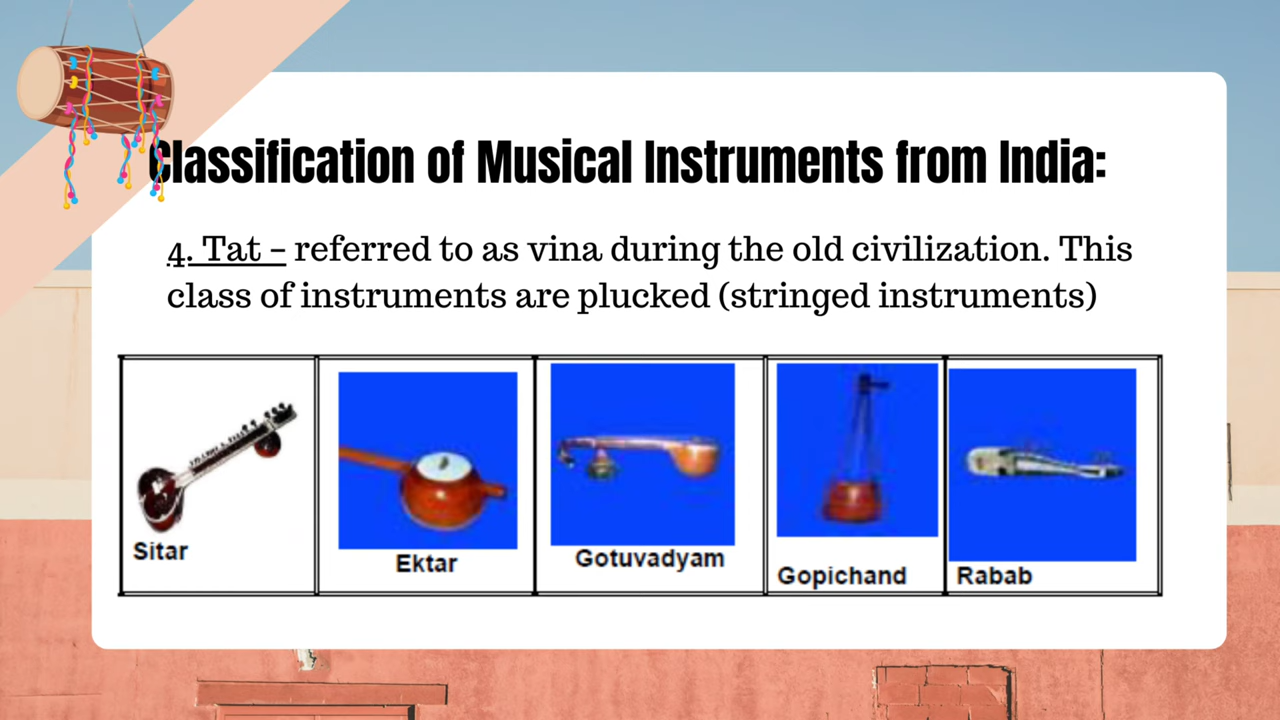 Classification of Musical Instruments from India:
4. Tat – referred to as vina during the old civilization. This
class of instruments are plucked (stringed instruments)
Sitar
Ektar
Gotuvadyam
Gopichand
Rabab